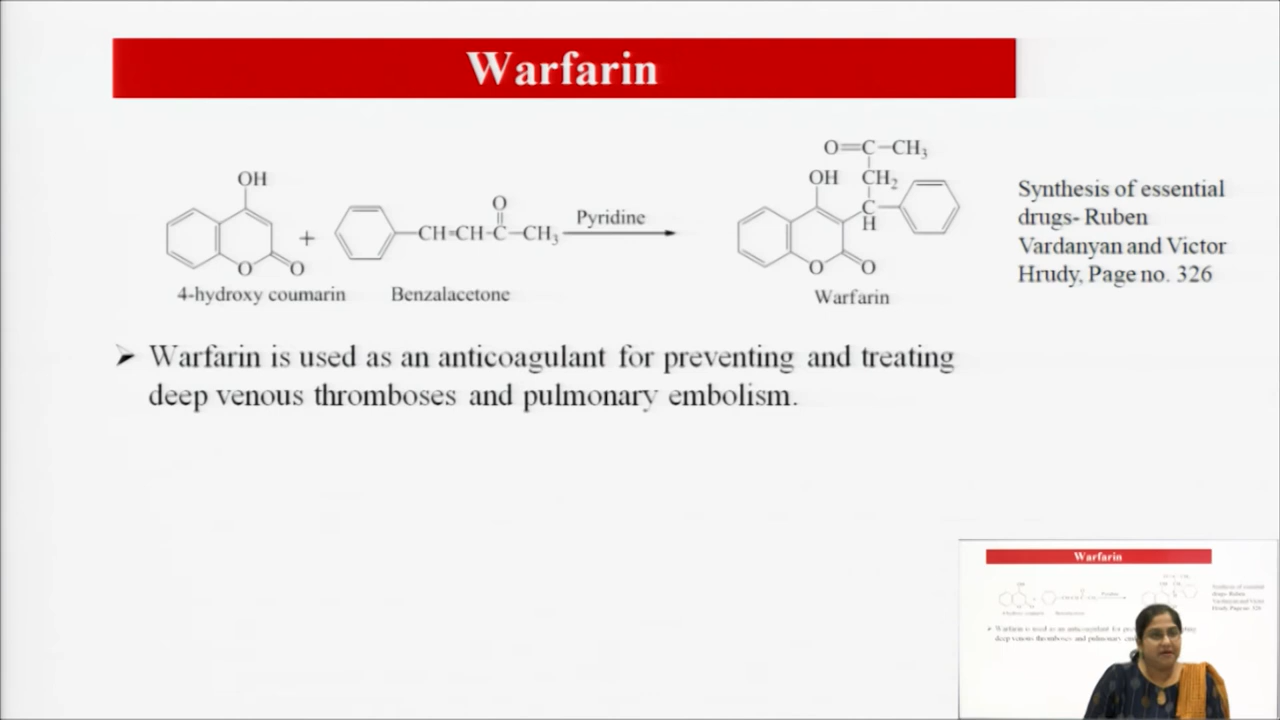 Warfarin
O=C-CH3
OH CH2
C
H
O O
Warfarin
OH
O O
4-hydroxy coumarin
+
O
CH=CH-C-CH3
Benzalacetone
Pyridine
Synthesis of essential
drugs- Ruben
Vardanyan and Victor
Hrudy, Page no. 326
➤ Warfarin is used as an anticoagulant for preventing and treating
deep venous thromboses and pulmonary embolism.
Warfarin